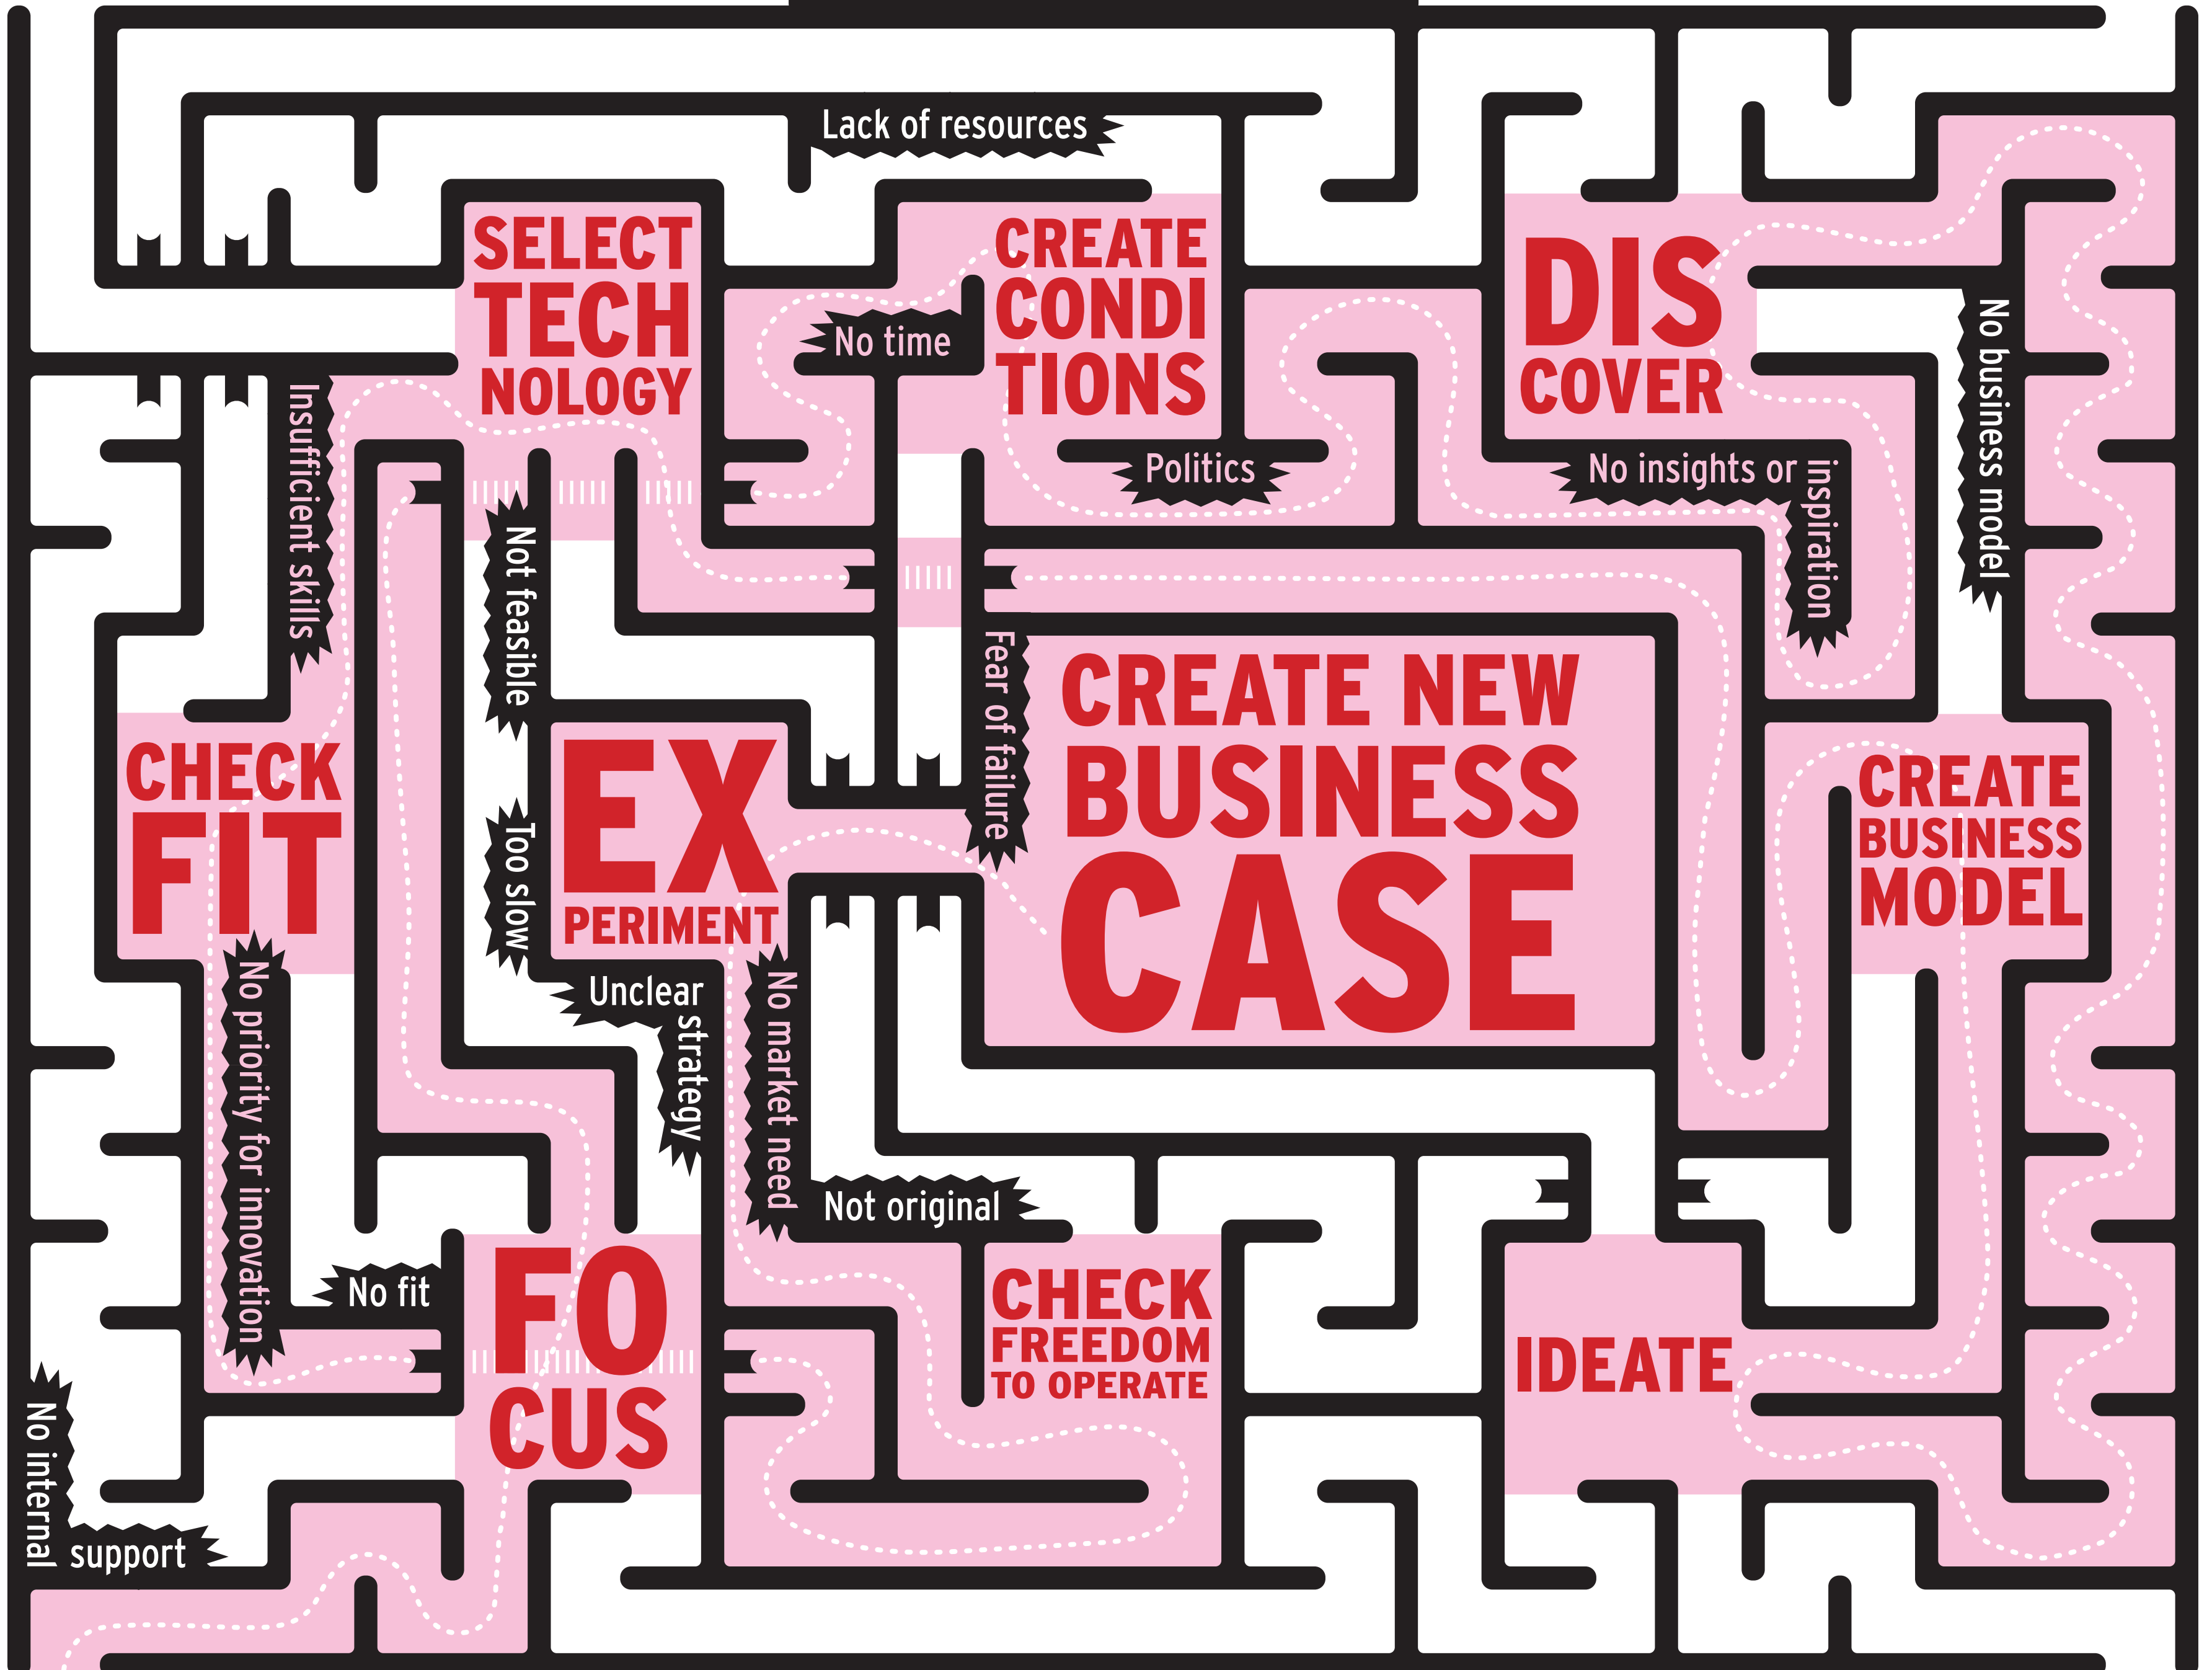 Lack of resources
SELECT
TECH
NOLOGY
CREATE
CONDI
TIONS
No time
DIS
COVER
No business model
Insufficient skills
Politics
No insights or
inspiration
Not feasible
Fear of failure
CREATE NEW
BUSINESS
CASE
CHECK
FIT
EX
PERIMENT
Too slow
CREATE
BUSINESS
MODEL
No priority for innovation
Unclear
strategy
No market need
Not original
No fit
FO
CUS
CHECK
FREEDOM
TO OPERATE
IDEATE
No internal
support